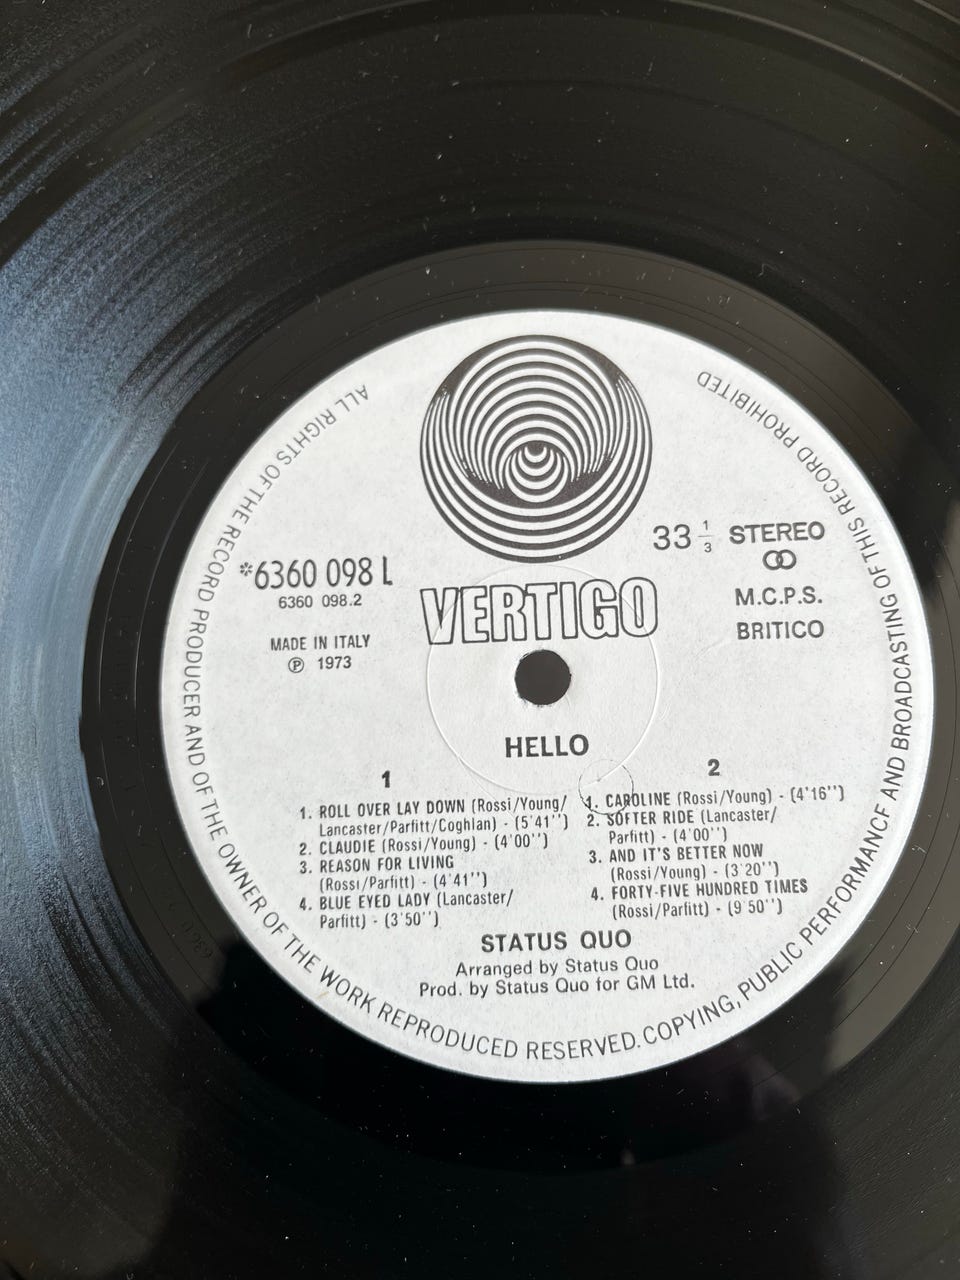 ALL RIGHTS OF THE RECORD PRODUCER AND OF THE OWNER OF THE WORK REPRODUCED RESERVED. COPYING, PUBLIC PERFORMANCE AND BROADCASTING OF THIS RECORD PROHIBITED
*6360 098 L
6360 098.2
MADE IN ITALY
℗ 1973
VERTIGO
33 1/3 STEREO
M.C.P.S.
BRITICO
HELLO
1
1. ROLL OVER LAY DOWN (Rossi/Young/
Lancaster/Parfitt/Coghlan) - (5'41'')
2. CLAUDIE (Rossi/Young) - (4'00'')
3. REASON FOR LIVING
(Rossi/Parfitt) - (4'41'')
4. BLUE EYED LADY (Lancaster/
Parfitt) - (3'50'')
2
1. CAROLINE (Rossi/Young) - (4'16'')
2. SOFTER RIDE (Lancaster/
Parfitt) - (4'00'')
3. AND IT'S BETTER NOW
(Rossi/Young) - (3'20'')
4. FORTY-FIVE HUNDRED TIMES
(Rossi/Parfitt) - (9'50'')
STATUS QUO
Arranged by Status Quo
Prod. by Status Quo for GM Ltd.